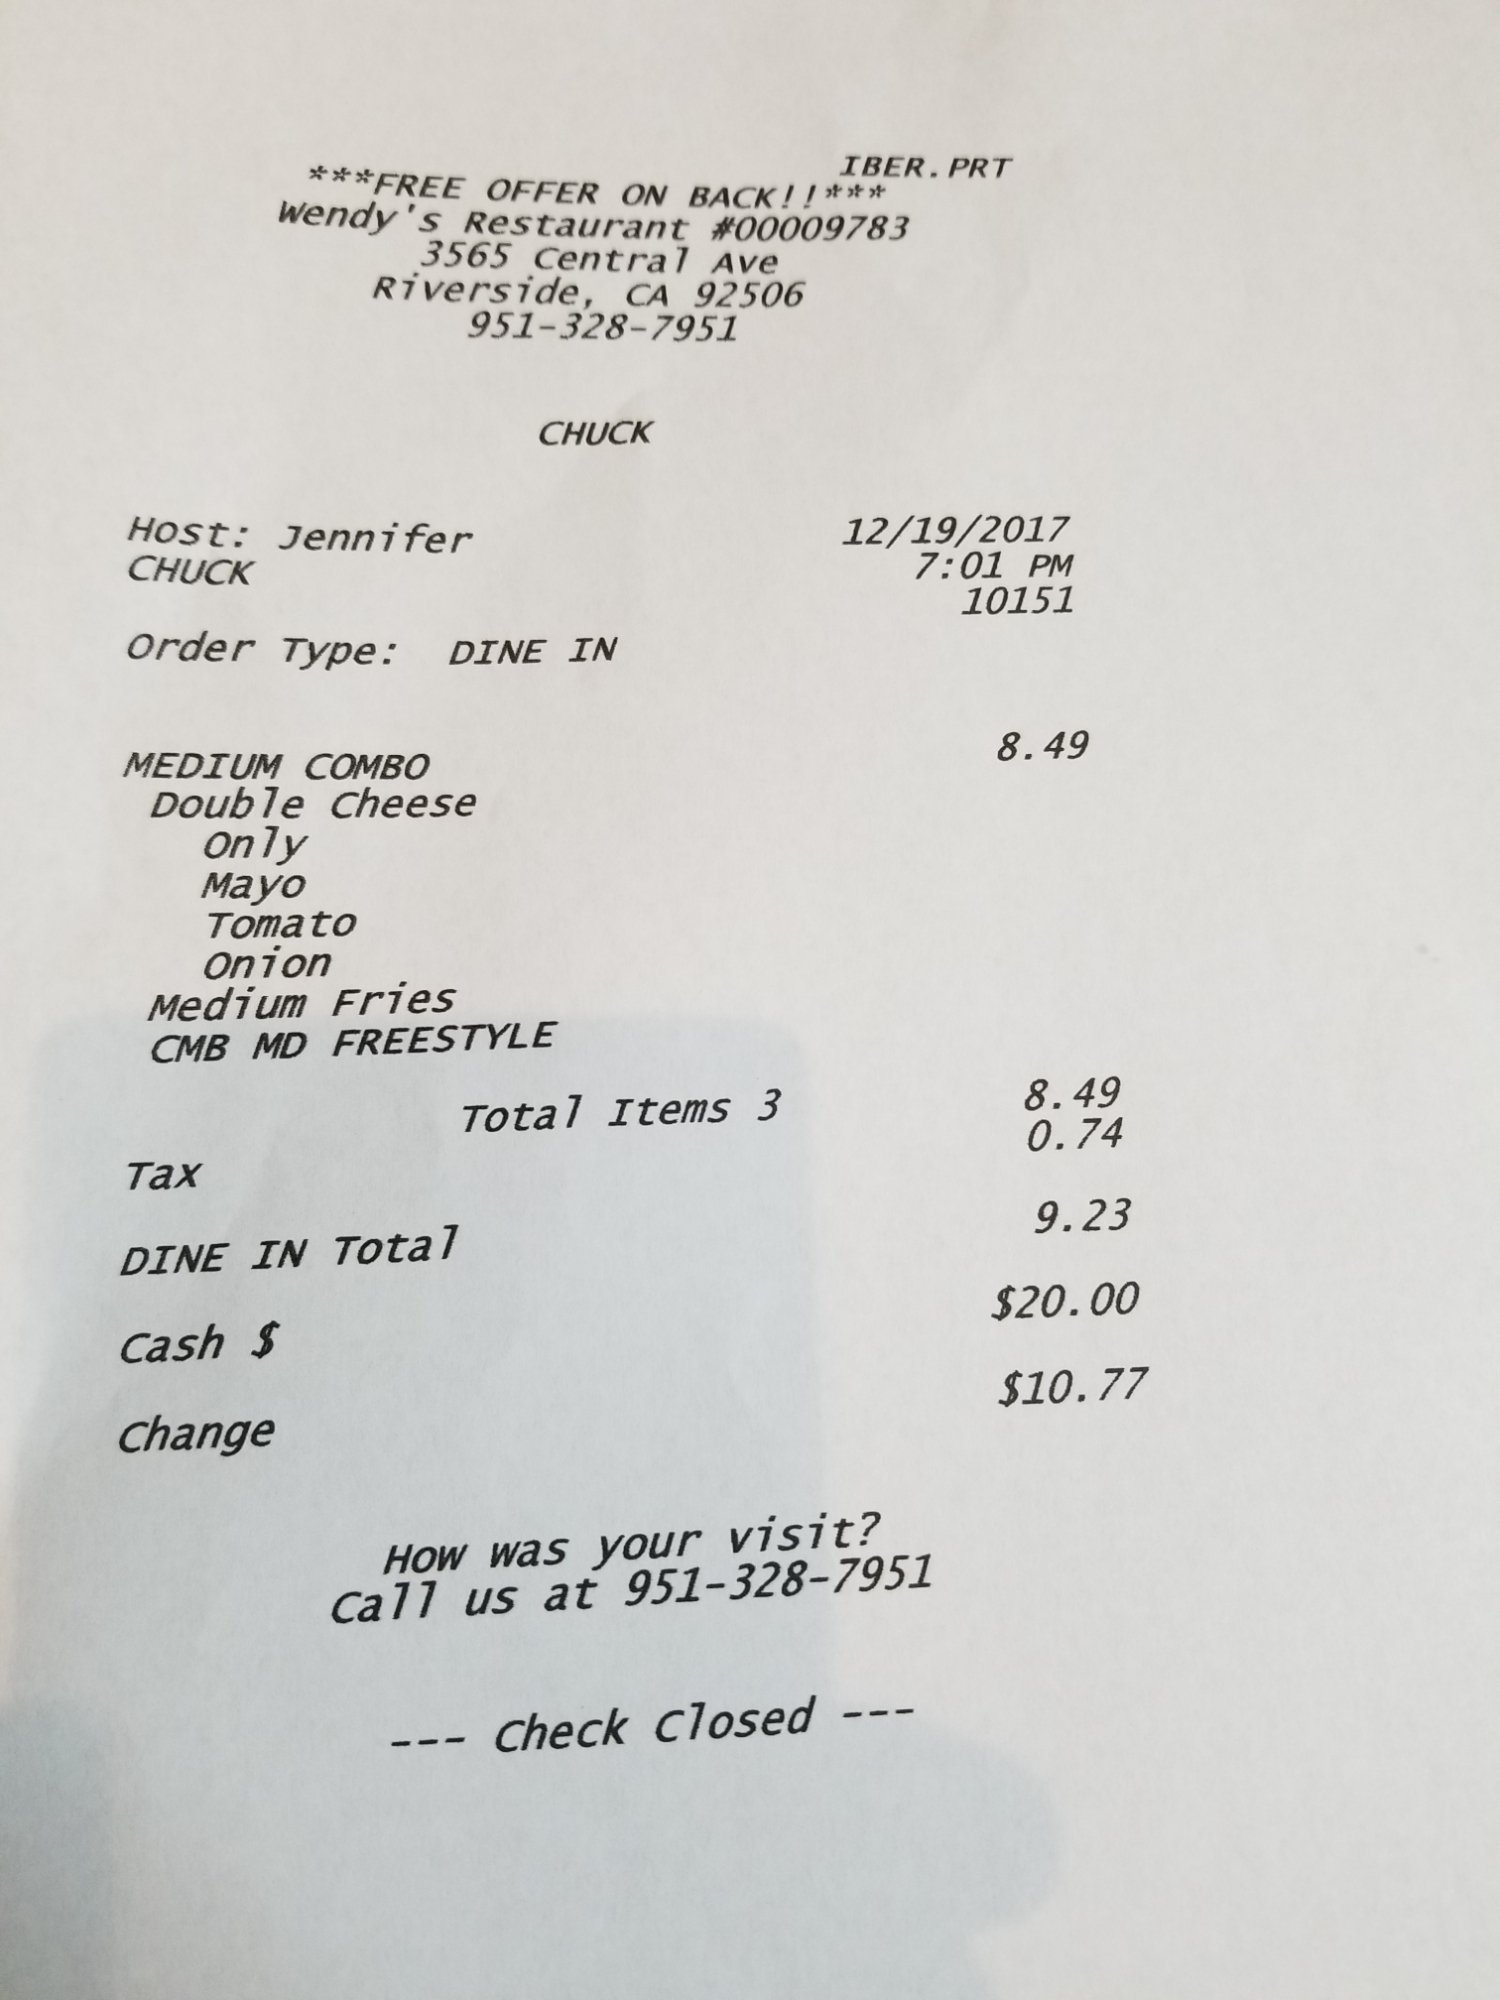 IBER.PRT
***FREE OFFER ON BACK!!***
Wendy's Restaurant #00009783
3565 Central Ave
Riverside, CA 92506
951-328-7951
CHUCK
Host: Jennifer 12/19/2017
CHUCK 7:01 PM
10151
Order Type: DINE IN
MEDIUM COMBO 8.49
Double Cheese
Only
Mayo
Tomato
Onion
Medium Fries
CMB MD FREESTYLE
Total Items 3 8.49
Tax 0.74
DINE IN Total 9.23
Cash $ $20.00
Change $10.77
How was your visit?
Call us at 951-328-7951
--- Check Closed ---